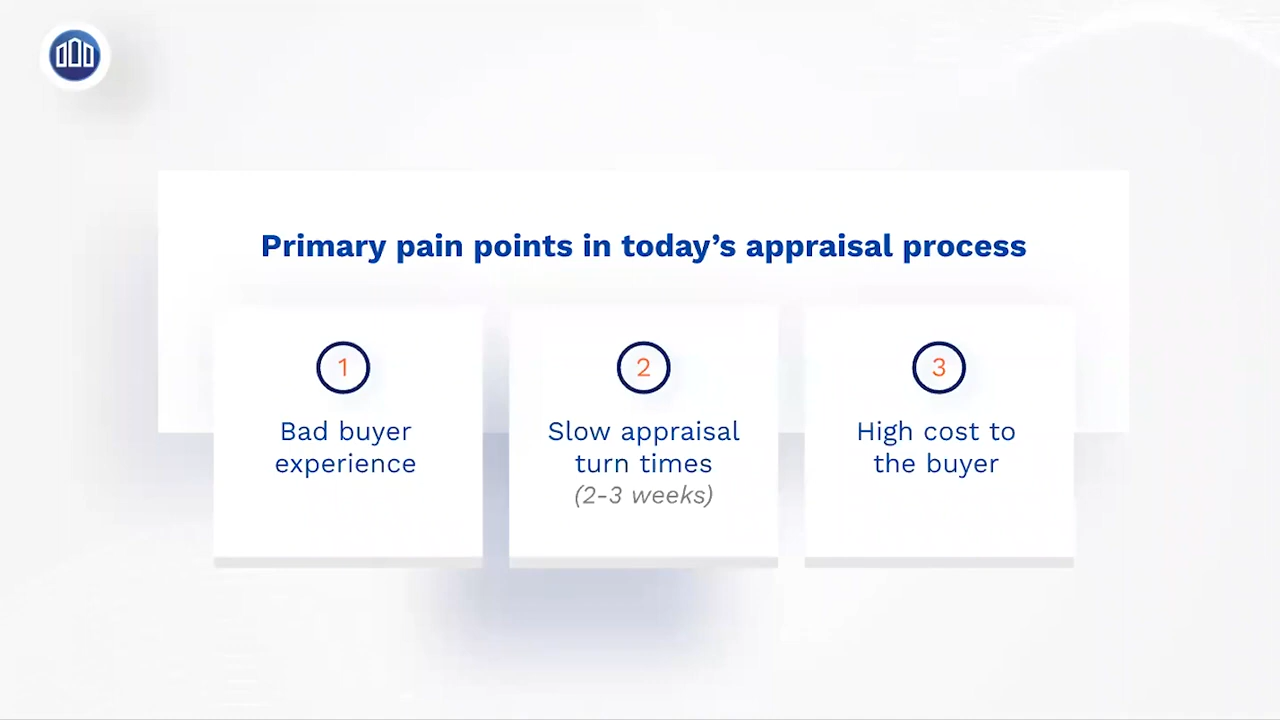 Primary pain points in today’s appraisal process
1
Bad buyer
experience
2
Slow appraisal
turn times
(2-3 weeks)
3
High cost to
the buyer